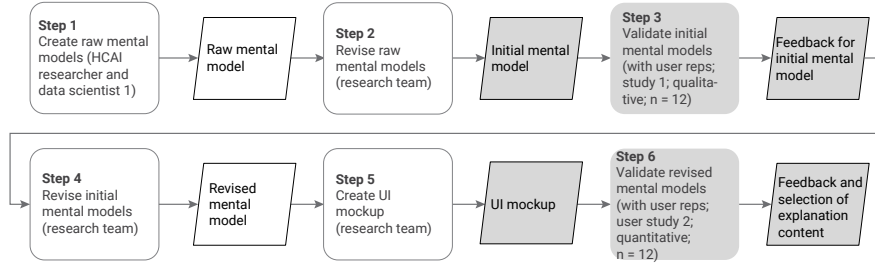 Step 1
Create raw mental
models (HCAI
researcher and
data scientist 1)
Raw mental
model
Step 2
Revise raw
mental models
(research team)
Initial mental
model
Step 3
Validate initial
mental models
(with user reps;
study 1; qualita-
tive; n = 12)
Feedback for
initial mental
model
Step 4
Revise initial
mental models
(research team)
Revised
mental
model
Step 5
Create UI
mockup
(research team)
UI mockup
Step 6
Validate revised
mental models
(with user reps;
user study 2;
quantitative;
n = 12)
Feedback and
selection of
explanation
content